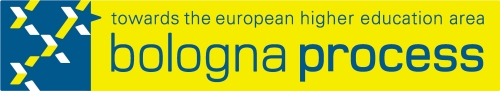 towards the european higher education area
bologna process